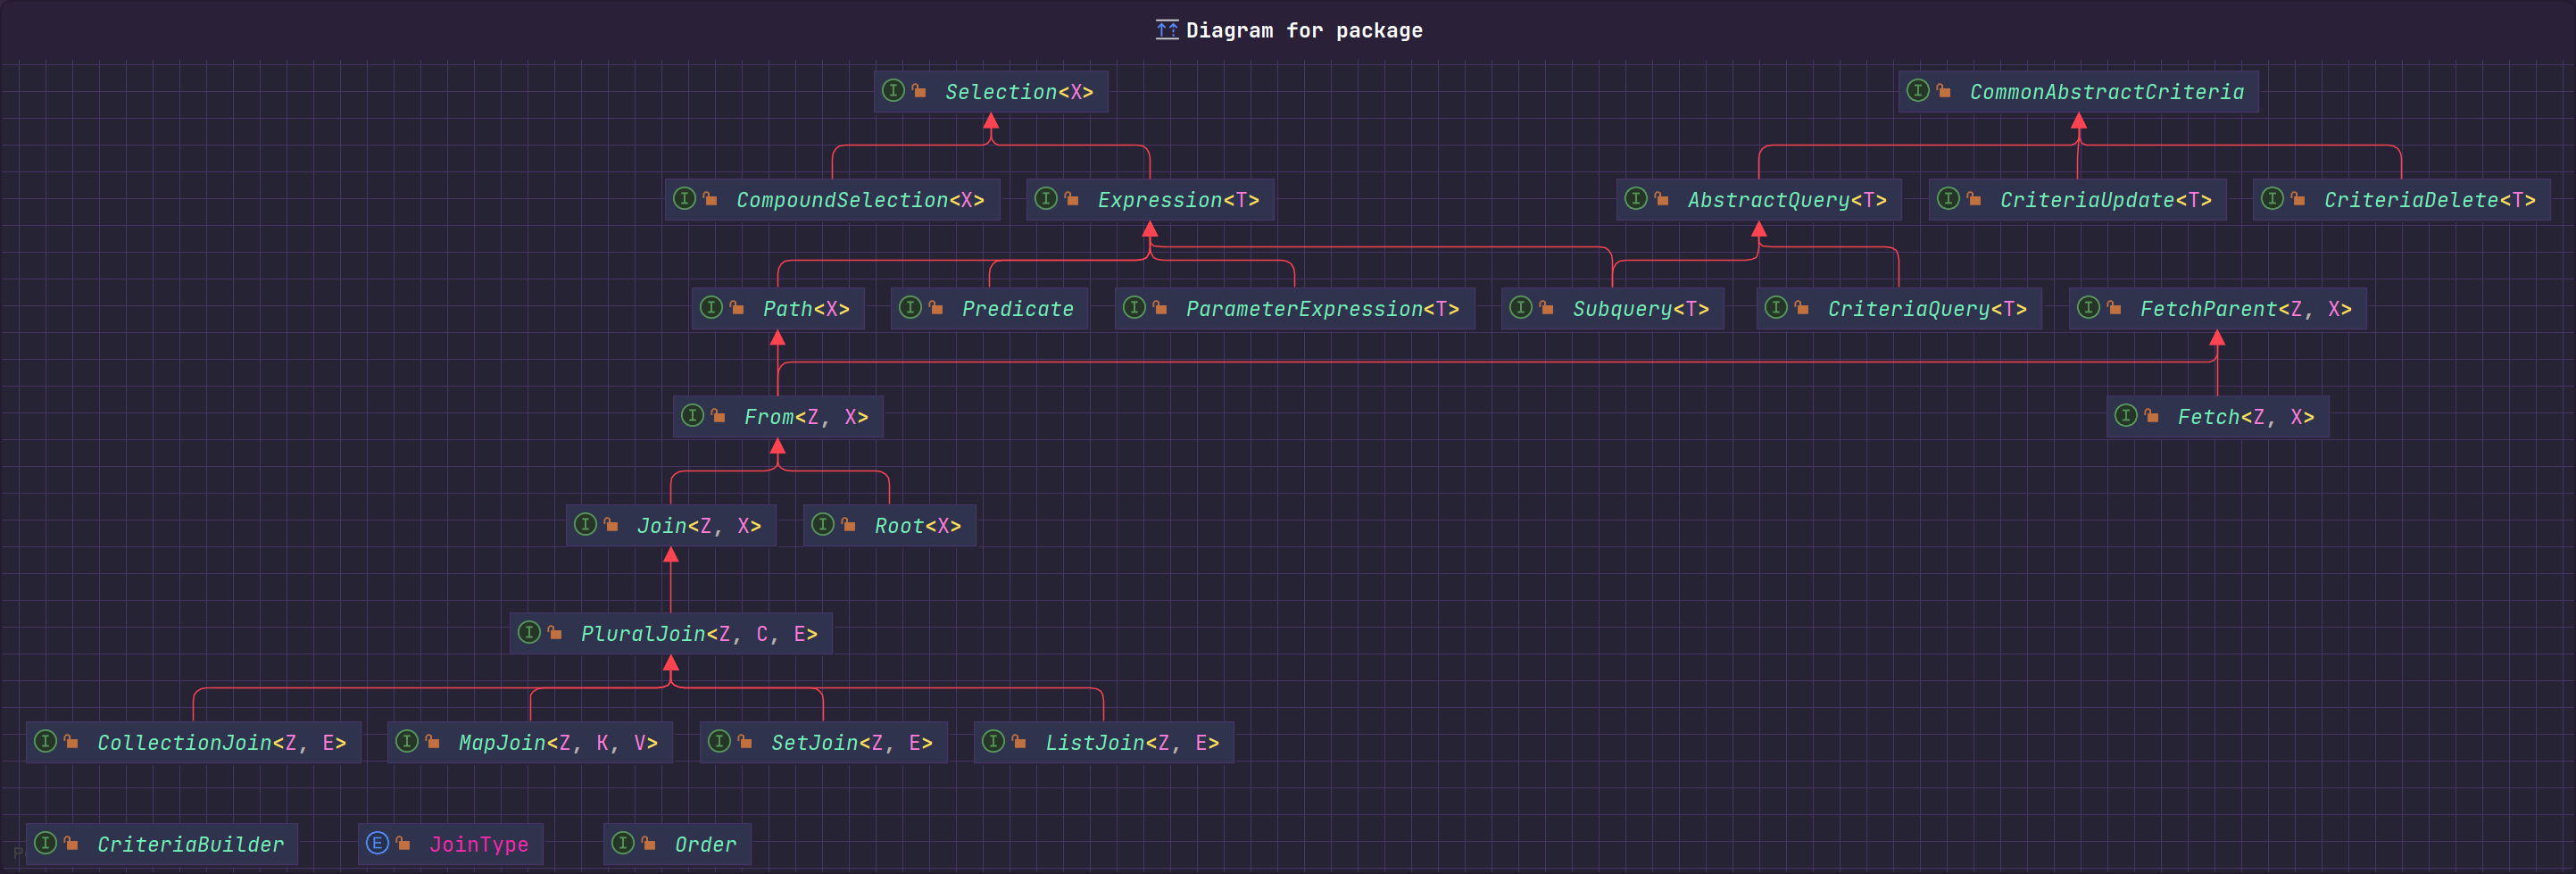 Diagram for package
I Selection<X>
I CommonAbstractCriteria
I CompoundSelection<X>
I Expression<T>
I AbstractQuery<T>
I CriteriaUpdate<T>
I CriteriaDelete<T>
I Path<X>
I Predicate
I ParameterExpression<T>
I Subquery<T>
I CriteriaQuery<T>
I FetchParent<Z, X>
I From<Z, X>
I Fetch<Z, X>
I Join<Z, X>
I Root<X>
I PluralJoin<Z, C, E>
I CollectionJoin<Z, E>
I MapJoin<Z, K, V>
I SetJoin<Z, E>
I ListJoin<Z, E>
I CriteriaBuilder
E JoinType
I Order